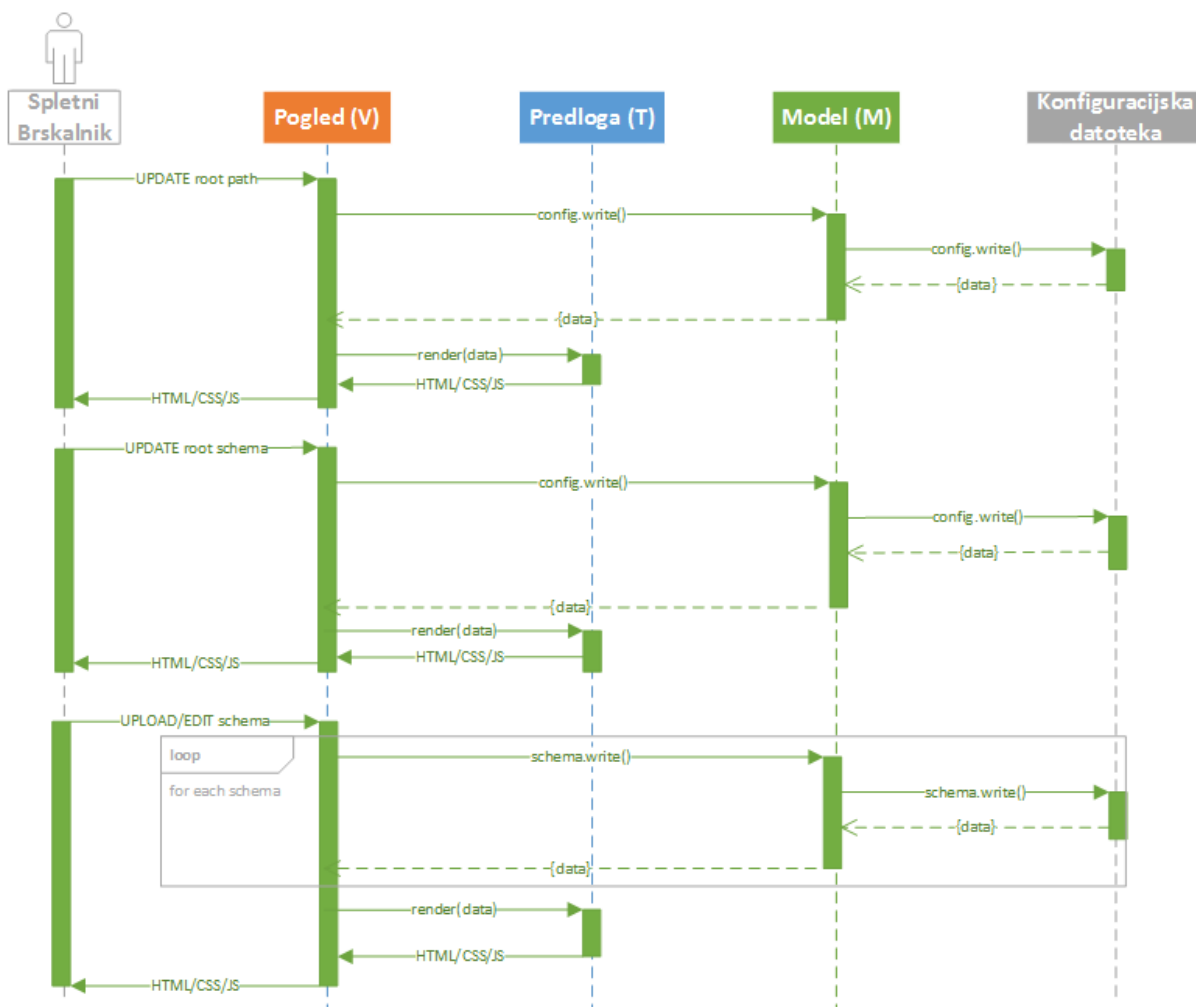 Spletni
Brskalnik
Pogled (V)
Predloga (T)
Model (M)
Konfiguracijska
datoteka
UPDATE root path
config.write()
config.write()
{data}
{data}
render(data)
HTML/CSS/JS
HTML/CSS/JS
UPDATE root schema
config.write()
config.write()
{data}
{data}
render(data)
HTML/CSS/JS
HTML/CSS/JS
UPLOAD/EDIT schema
loop
schema.write()
for each schema
schema.write()
{data}
{data}
render(data)
HTML/CSS/JS
HTML/CSS/JS